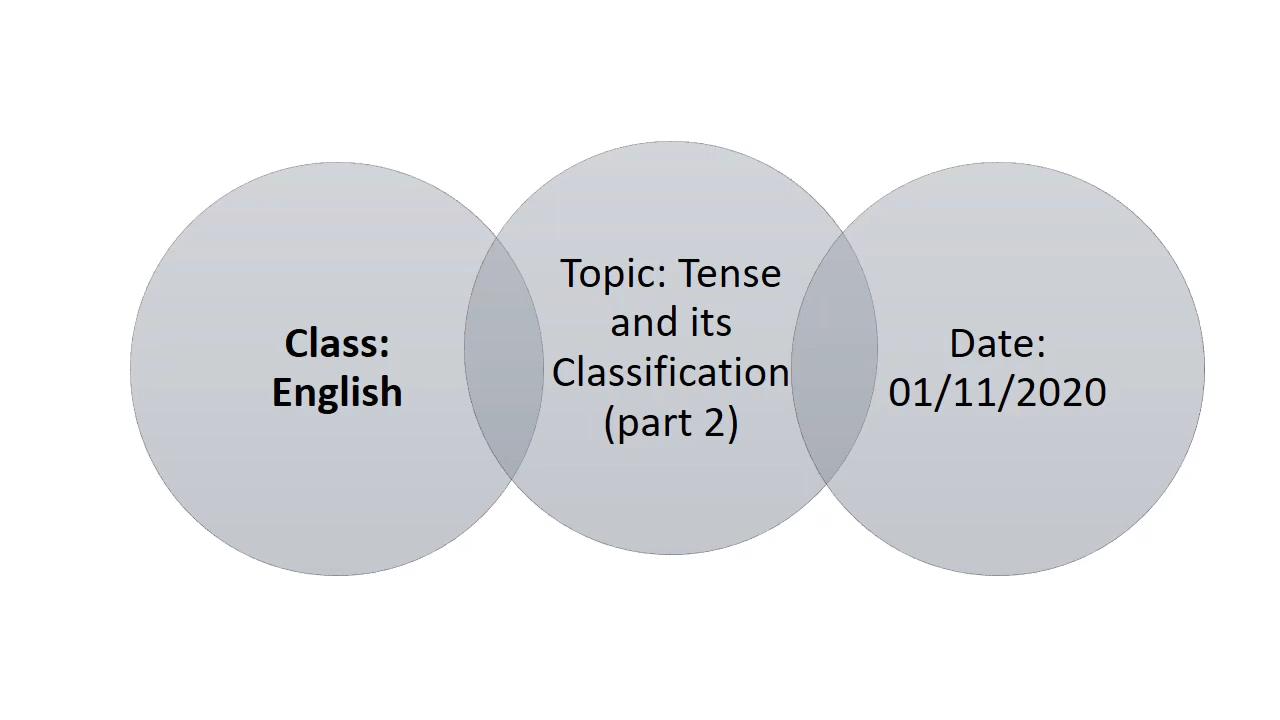 Class:
English
Topic: Tense
and its
Classification
(part 2)
Date:
01/11/2020